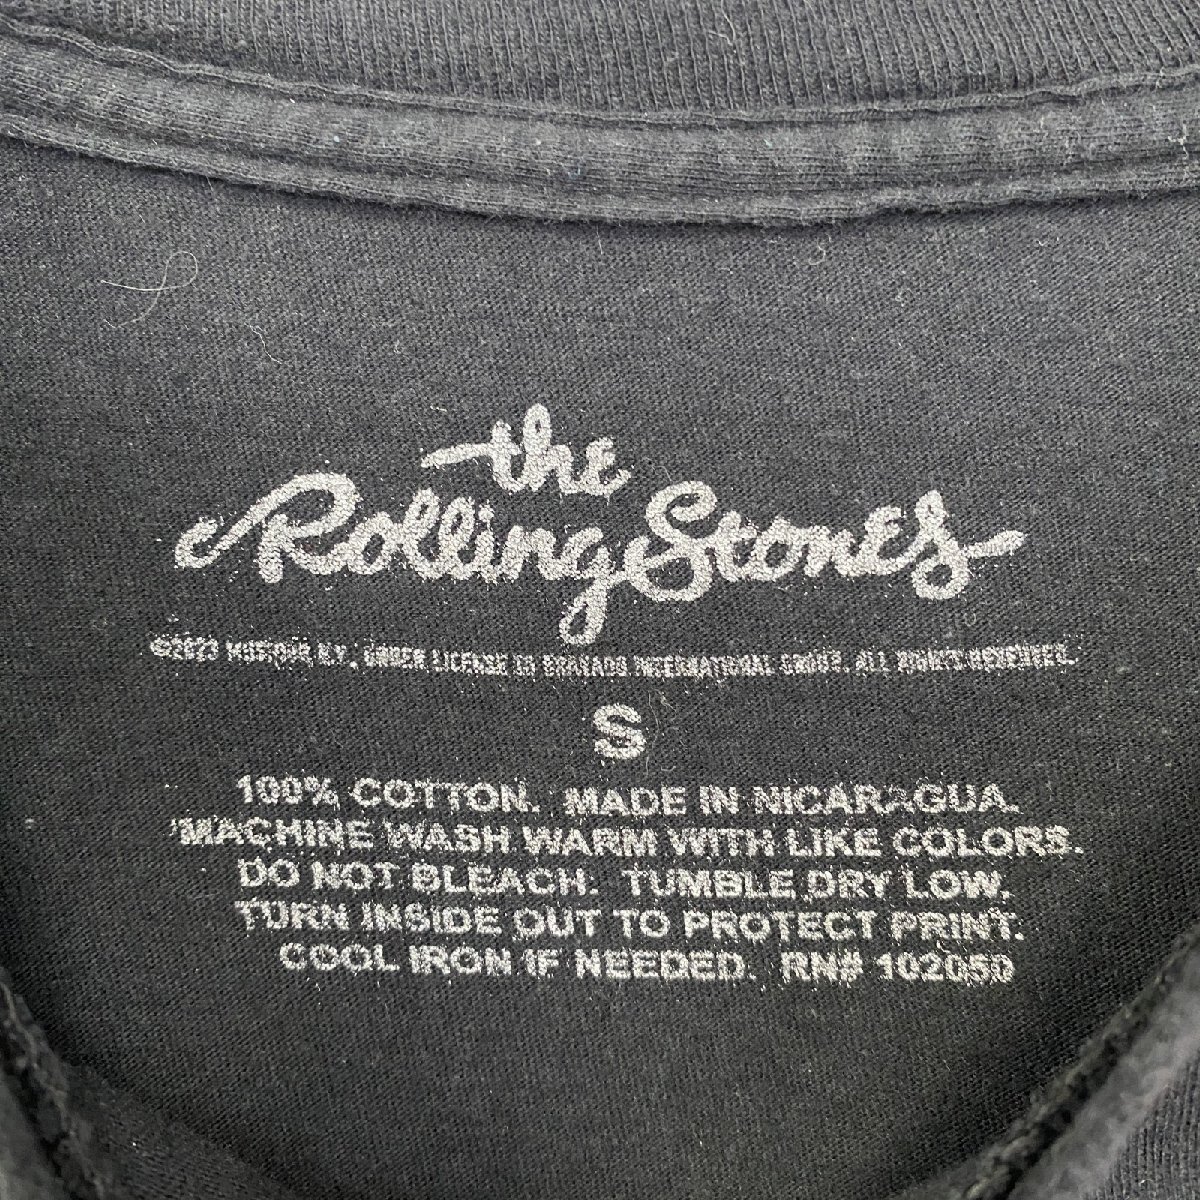 the
Rolling Stones
©2023 MUSIDOR B.V., UNDER LICENSE TO BRAVADO INTERNATIONAL GROUP. ALL RIGHTS RESERVED.
S
100% COTTON. MADE IN NICARAGUA.
MACHINE WASH WARM WITH LIKE COLORS.
DO NOT BLEACH. TUMBLE DRY LOW.
TURN INSIDE OUT TO PROTECT PRINT.
COOL IRON IF NEEDED. RN# 102050